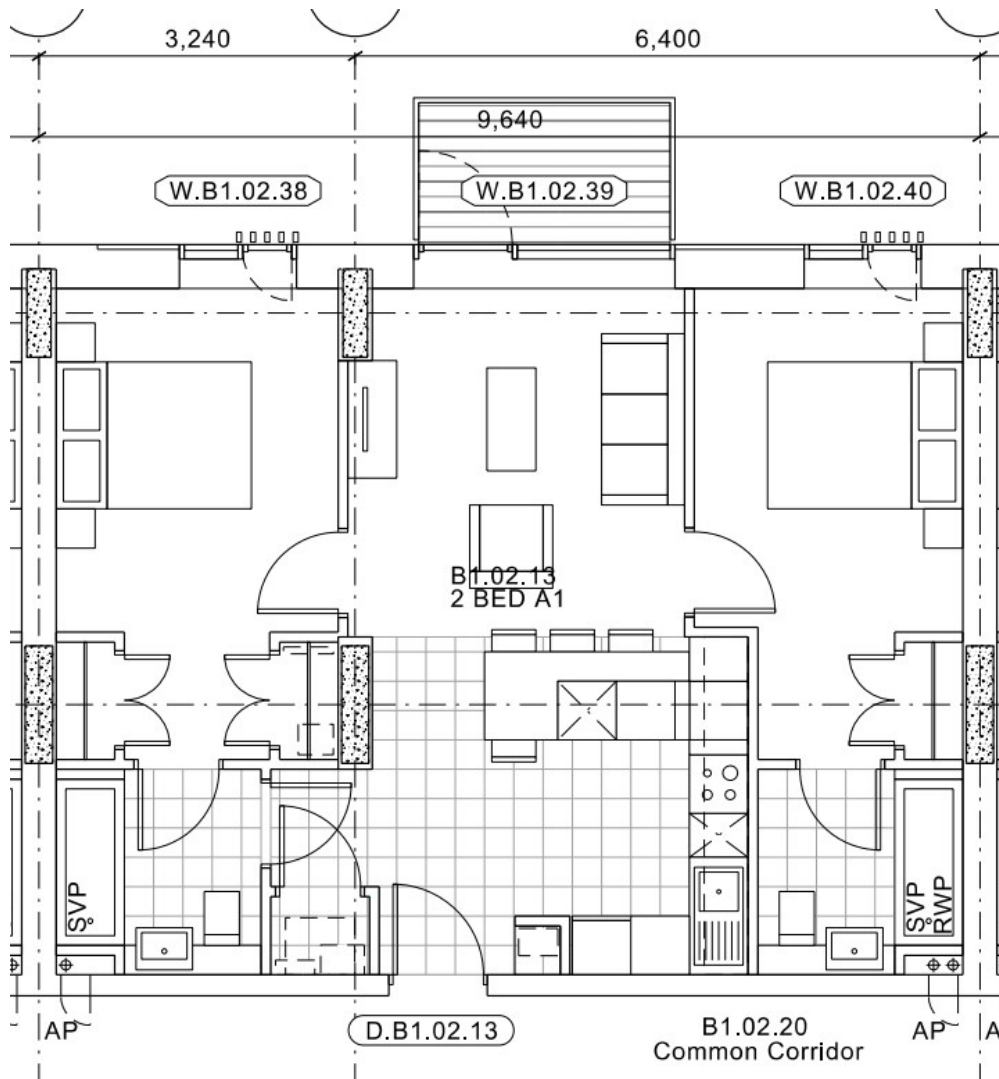 3,240
6,400
9,640
W.B1.02.38
W.B1.02.39
W.B1.02.40
B1.02.13
2 BED A1
SVP
SVP
RWP
AP
D.B1.02.13
B1.02.20
Common Corridor
AP
A